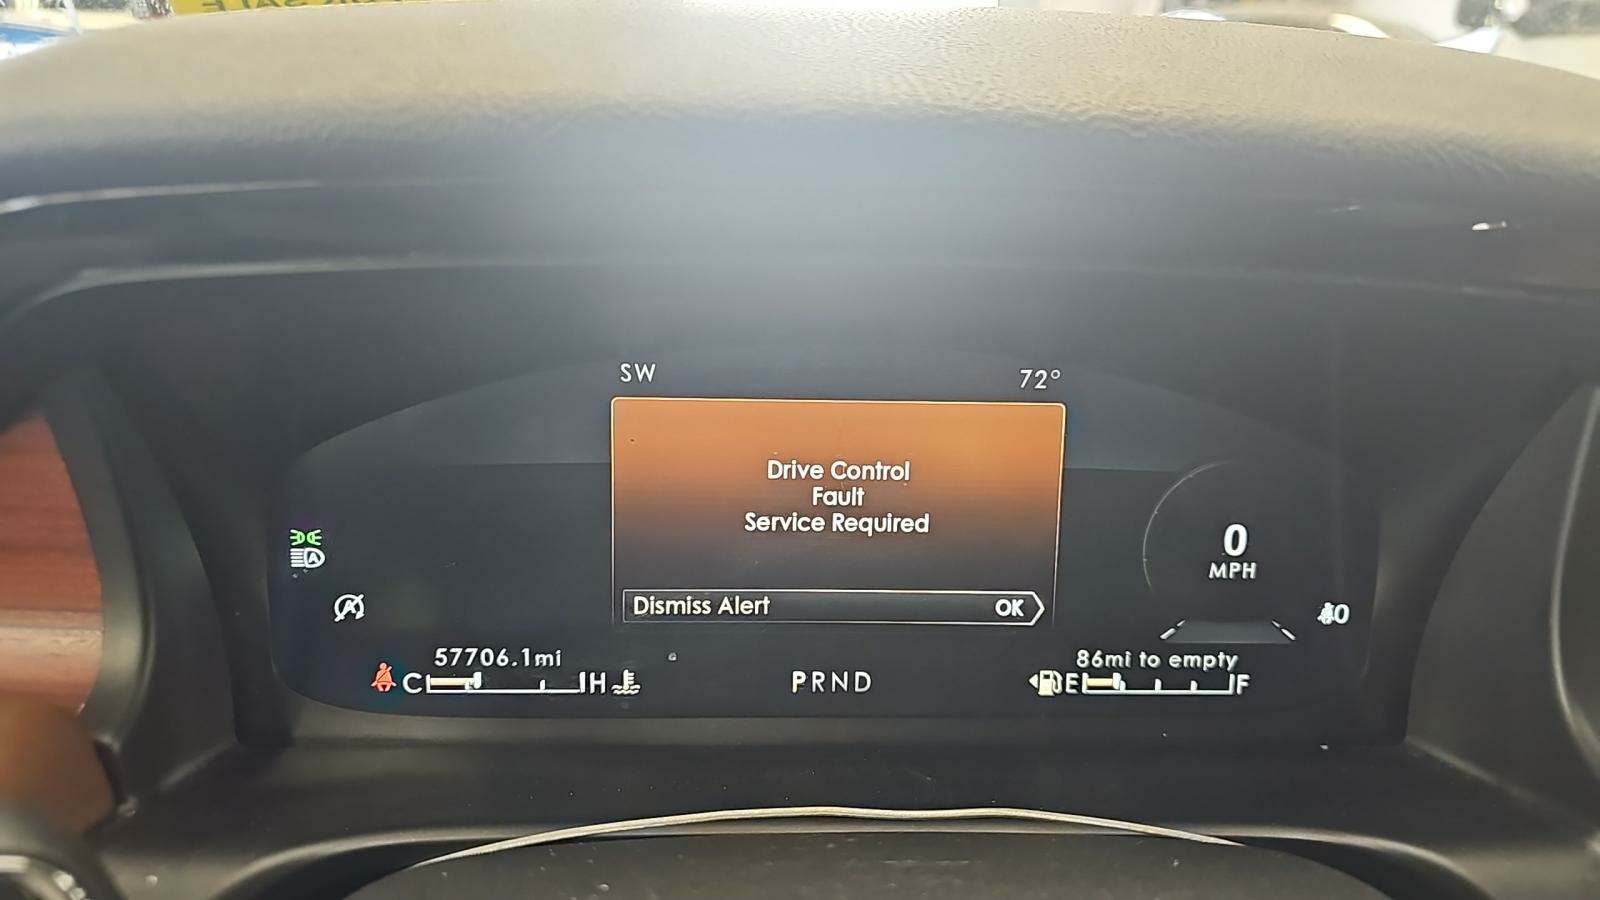 SW 72°
Drive Control
Fault
Service Required
Dismiss Alert OK
0
MPH
57706.1mi
86mi to empty
C H
PRND
E F